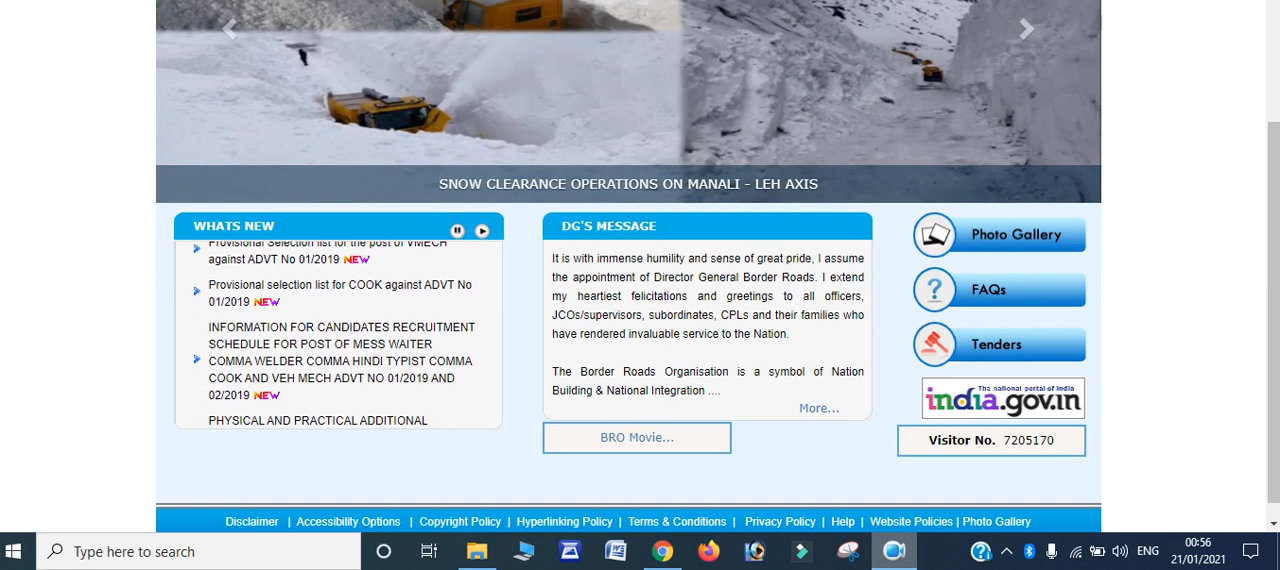 SNOW CLEARANCE OPERATIONS ON MANALI - LEH AXIS
WHATS NEW
Provisional Selection list for the post of VMECH
against ADVT No 01/2019 NEW
Provisional selection list for COOK against ADVT No
01/2019 NEW
INFORMATION FOR CANDIDATES RECRUITMENT
SCHEDULE FOR POST OF MESS WAITER
COMMA WELDER COMMA HINDI TYPIST COMMA
COOK AND VEH MECH ADVT NO 01/2019 AND
02/2019 NEW
PHYSICAL AND PRACTICAL ADDITIONAL
DG'S MESSAGE
It is with immense humility and sense of great pride, I assume
the appointment of Director General Border Roads. I extend
my heartiest felicitations and greetings to all officers,
JCOs/supervisors, subordinates, CPLs and their families who
have rendered invaluable service to the Nation.
The Border Roads Organisation is a symbol of Nation
Building & National Integration ....
More...
BRO Movie...
Photo Gallery
FAQs
Tenders
The national portal of India
india.gov.in
Visitor No. 7205170
Disclaimer | Accessibility Options | Copyright Policy | Hyperlinking Policy | Terms & Conditions | Privacy Policy | Help | Website Policies | Photo Gallery
Type here to search
ENG
00:56
21/01/2021